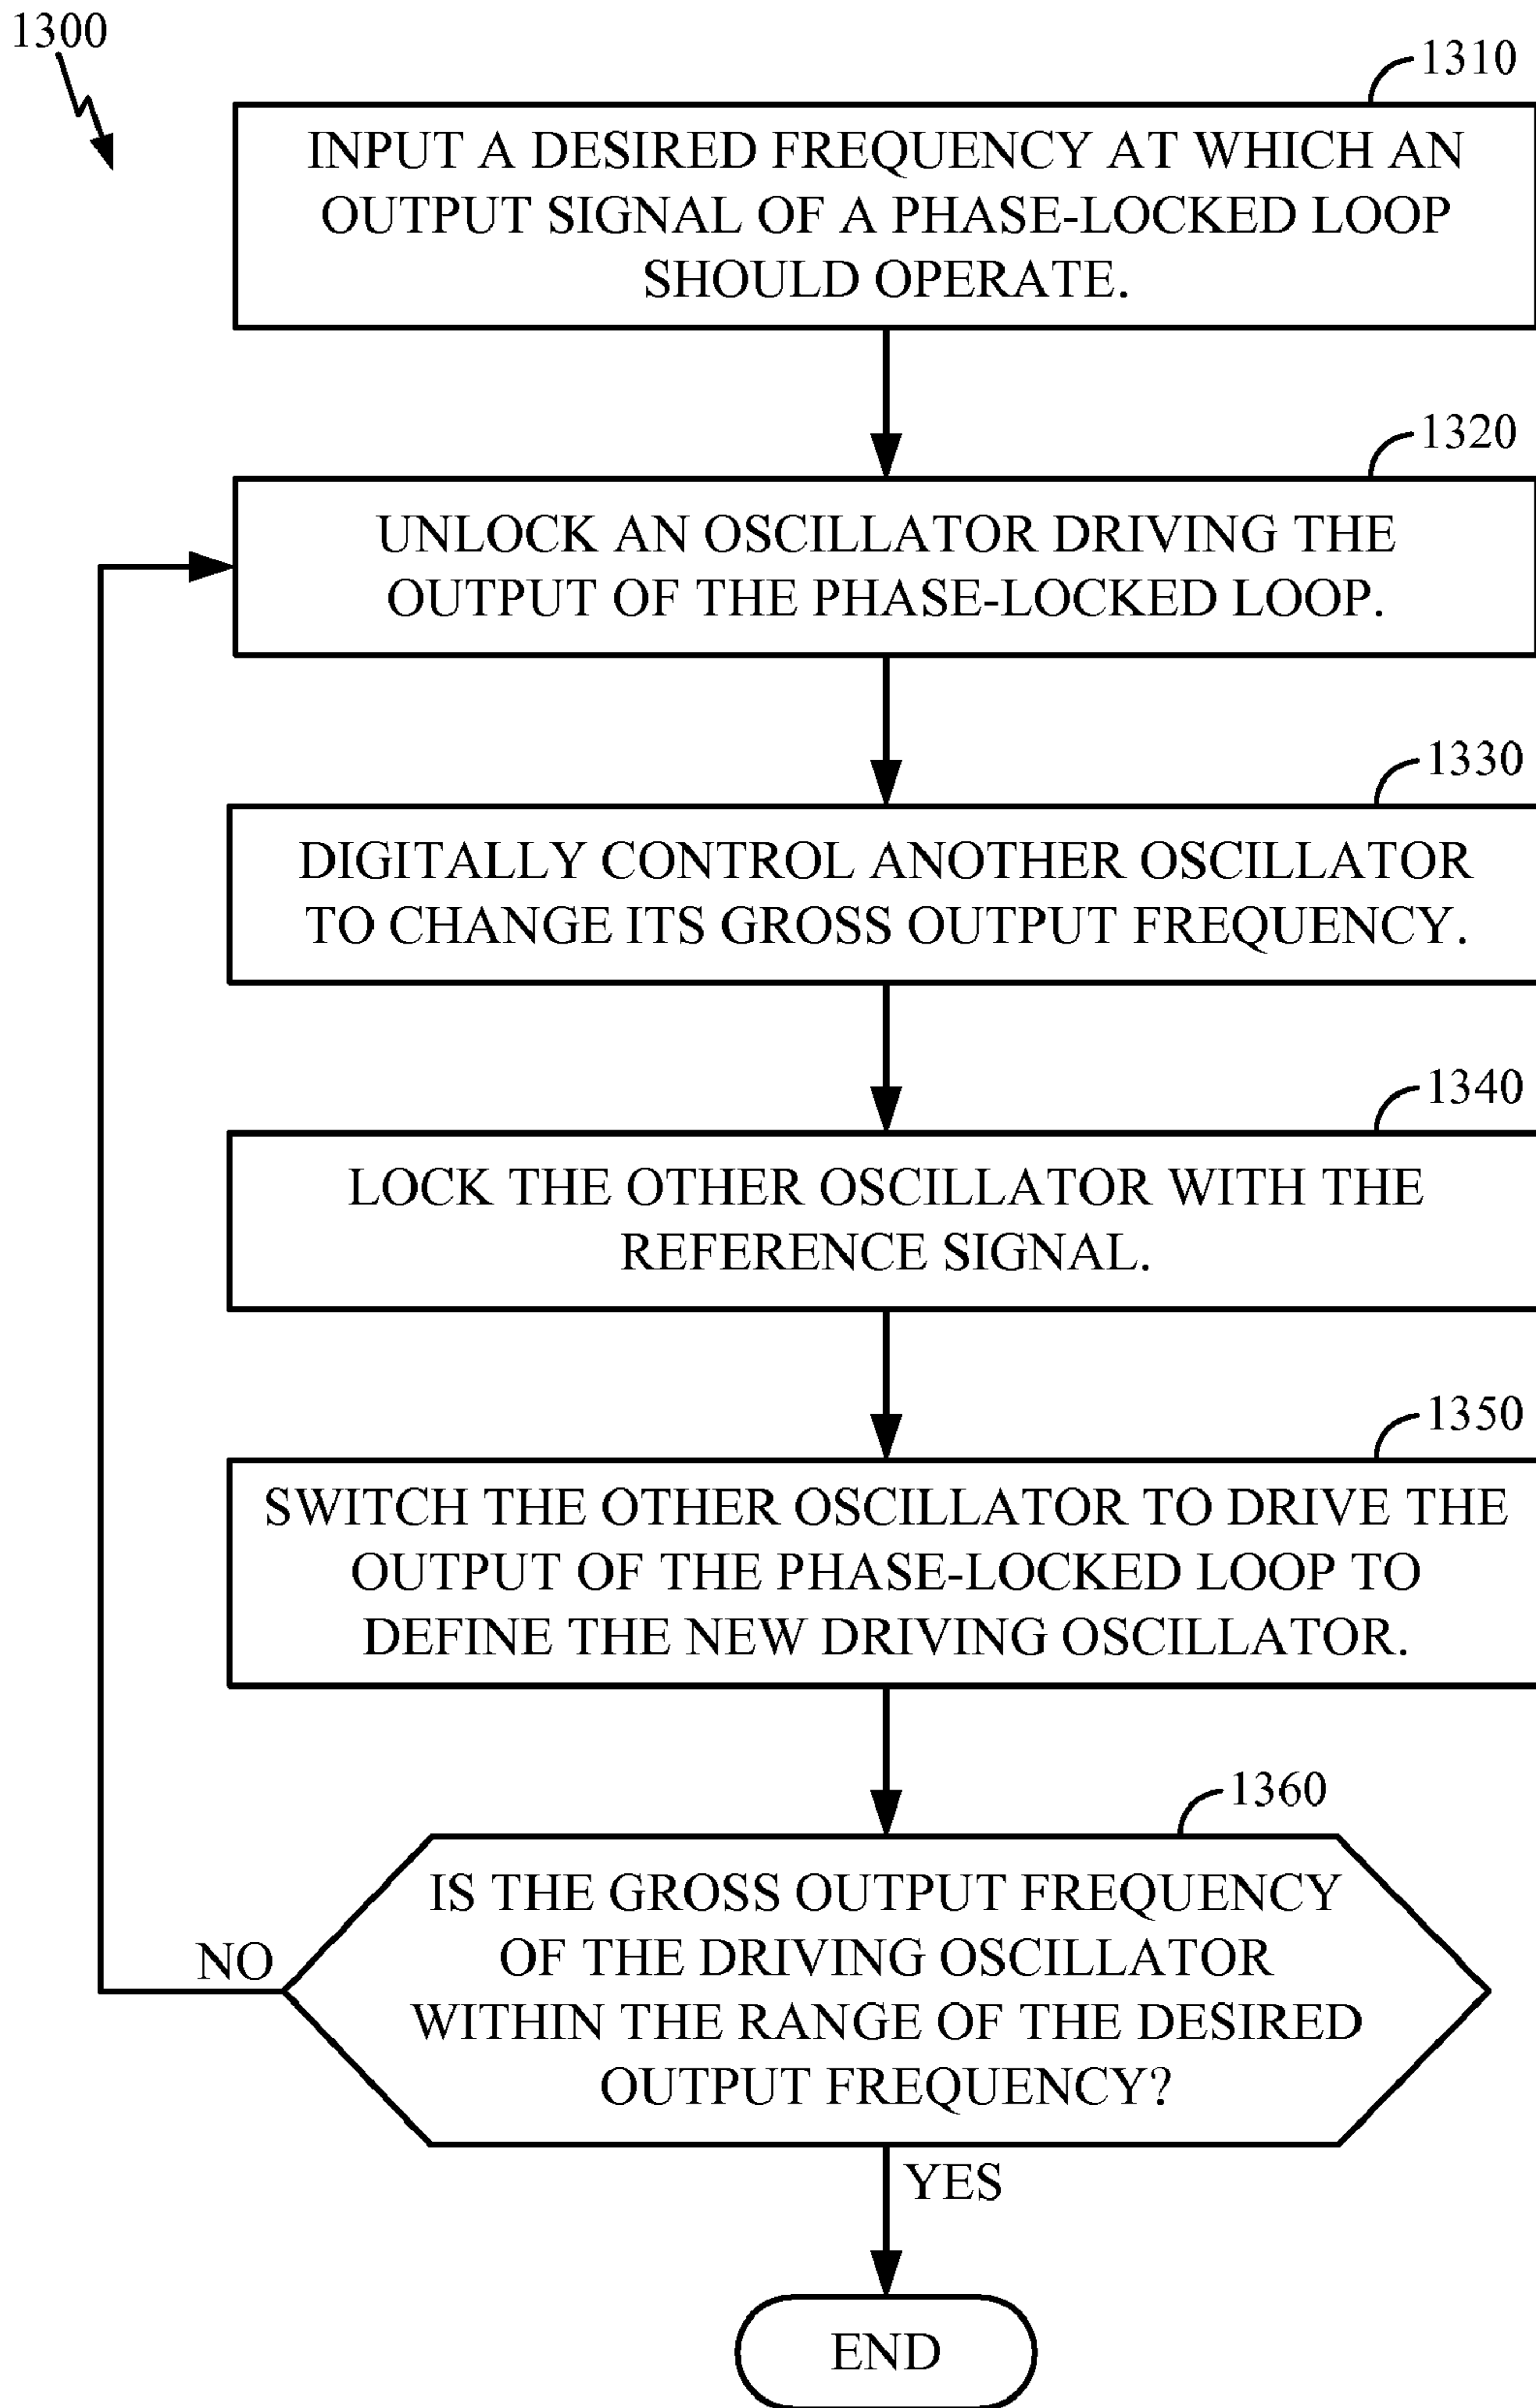 1300
1310
INPUT A DESIRED FREQUENCY AT WHICH AN
OUTPUT SIGNAL OF A PHASE-LOCKED LOOP
SHOULD OPERATE.
1320
UNLOCK AN OSCILLATOR DRIVING THE
OUTPUT OF THE PHASE-LOCKED LOOP.
1330
DIGITALLY CONTROL ANOTHER OSCILLATOR
TO CHANGE ITS GROSS OUTPUT FREQUENCY.
1340
LOCK THE OTHER OSCILLATOR WITH THE
REFERENCE SIGNAL.
1350
SWITCH THE OTHER OSCILLATOR TO DRIVE THE
OUTPUT OF THE PHASE-LOCKED LOOP TO
DEFINE THE NEW DRIVING OSCILLATOR.
1360
IS THE GROSS OUTPUT FREQUENCY
OF THE DRIVING OSCILLATOR
WITHIN THE RANGE OF THE DESIRED
OUTPUT FREQUENCY?
NO
YES
END